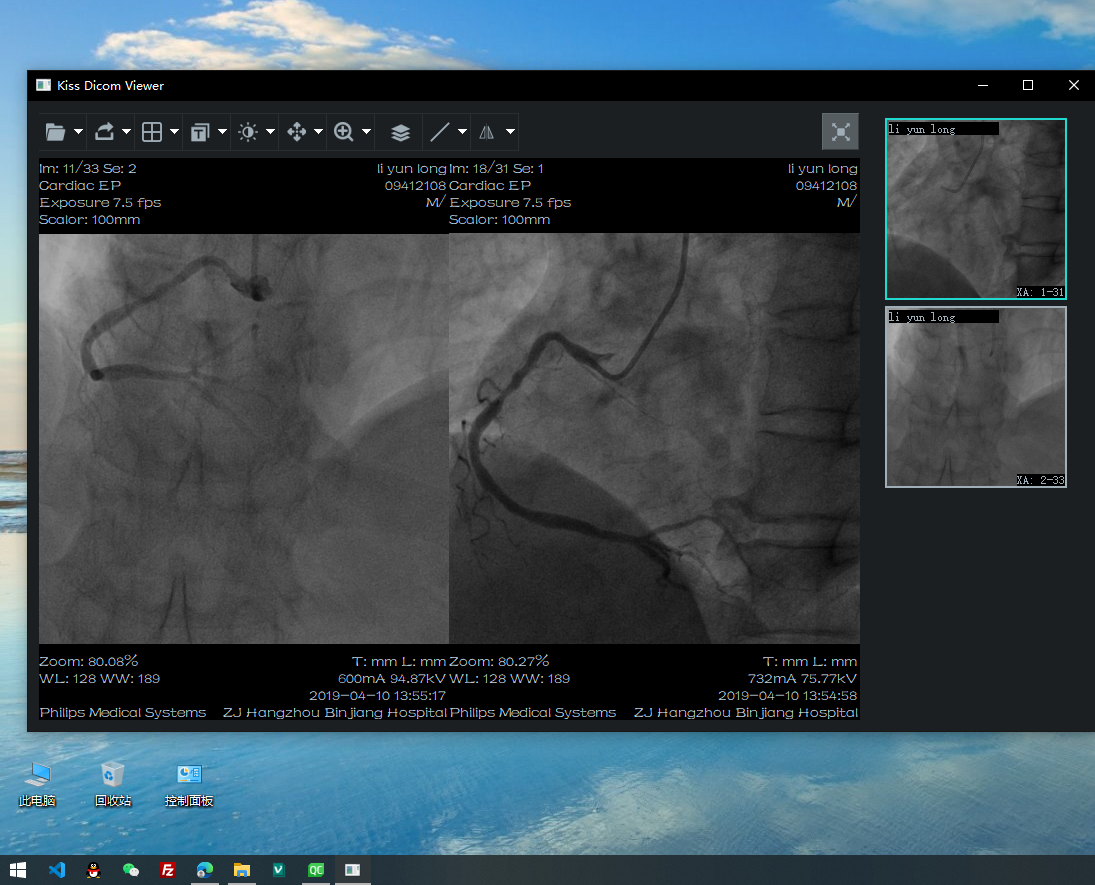 Kiss Dicom Viewer
Im: 11/33 Se: 2
li yun long
Cardiac EP
09412108
Exposure 7.5 fps
M/
Scalor: 100mm
Im: 18/31 Se: 1
li yun long
Cardiac EP
09412108
Exposure 7.5 fps
M/
Scalor: 100mm
li yun long
XA: 1-31
li yun long
XA: 2-33
Zoom: 80.08%
T: mm L: mm
WL: 128 WW: 189
600mA 94.87kV
2019-04-10 13:55:17
Philips Medical Systems
ZJ Hangzhou Binjiang Hospital
Zoom: 80.27%
T: mm L: mm
WL: 128 WW: 189
732mA 75.77kV
2019-04-10 13:54:58
Philips Medical Systems
ZJ Hangzhou Binjiang Hospital
此电脑
回收站
控制面板
FZ
V
QC